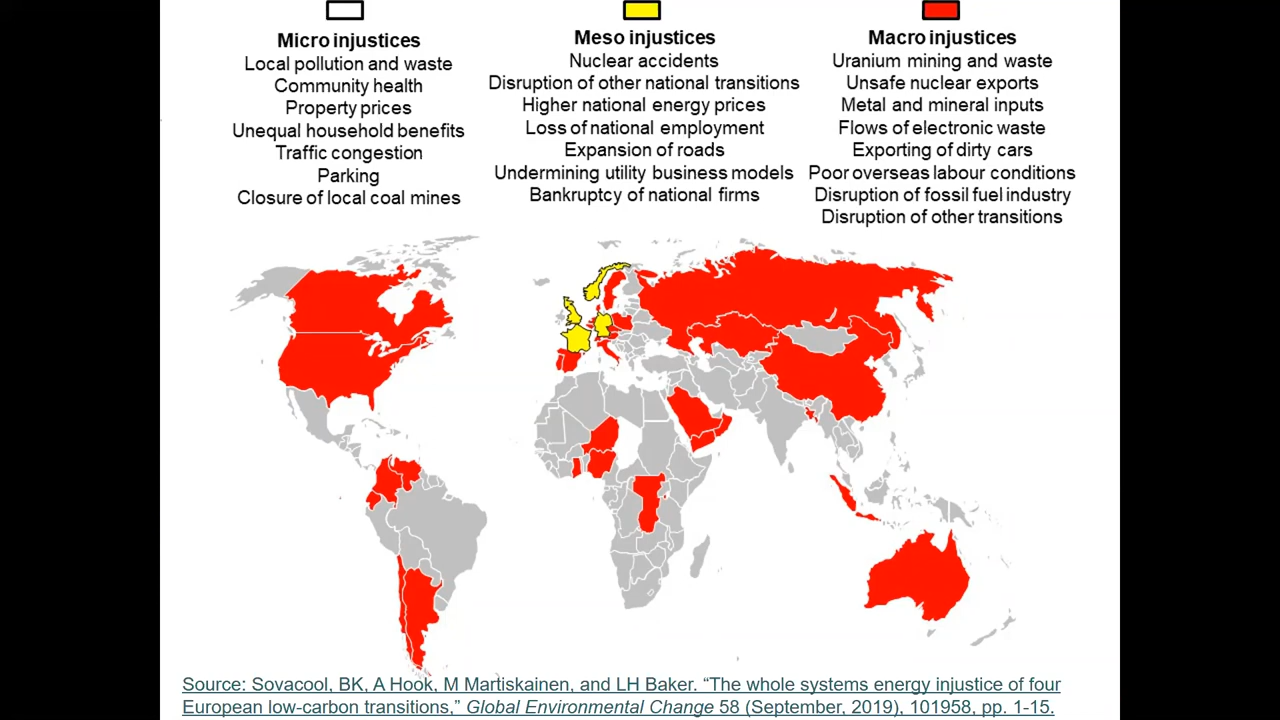 Micro injustices
Local pollution and waste
Community health
Property prices
Unequal household benefits
Traffic congestion
Parking
Closure of local coal mines
Meso injustices
Nuclear accidents
Disruption of other national transitions
Higher national energy prices
Loss of national employment
Expansion of roads
Undermining utility business models
Bankruptcy of national firms
Macro injustices
Uranium mining and waste
Unsafe nuclear exports
Metal and mineral inputs
Flows of electronic waste
Exporting of dirty cars
Poor overseas labour conditions
Disruption of fossil fuel industry
Disruption of other transitions
Source: Sovacool, BK, A Hook, M Martiskainen, and LH Baker. “The whole systems energy injustice of four
European low-carbon transitions,” Global Environmental Change 58 (September, 2019), 101958, pp. 1-15.